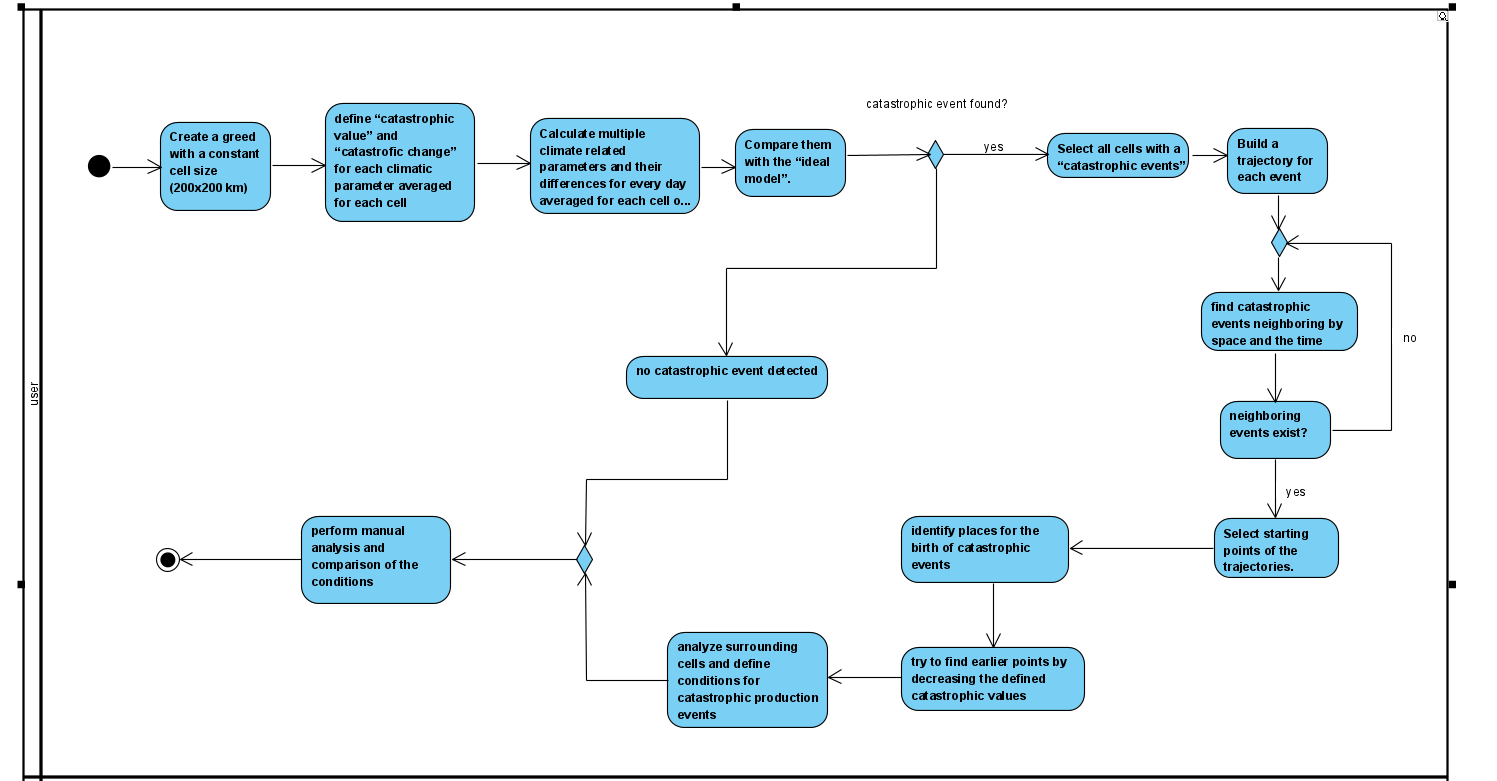 user
Create a greed
with a constant
cell size
(200x200 km)
define “catastrophic
value” and
“catastrofic change”
for each climatic
parameter averaged
for each cell
Calculate multiple
climate related
parameters and their
differences for every day
averaged for each cell o...
Compare them
with the “ideal
model”.
catastrophic event found?
yes
Select all cells with a
“catastrophic events”
Build a
trajectory for
each event
find catastrophic
events neighboring by
space and the time
no
neighboring
events exist?
yes
Select starting
points of the
trajectories.
identify places for the
birth of catastrophic
events
try to find earlier points by
decreasing the defined
catastrophic values
analyze surrounding
cells and define
conditions for
catastrophic production
events
no catastrophic event detected
perform manual
analysis and
comparison of the
conditions